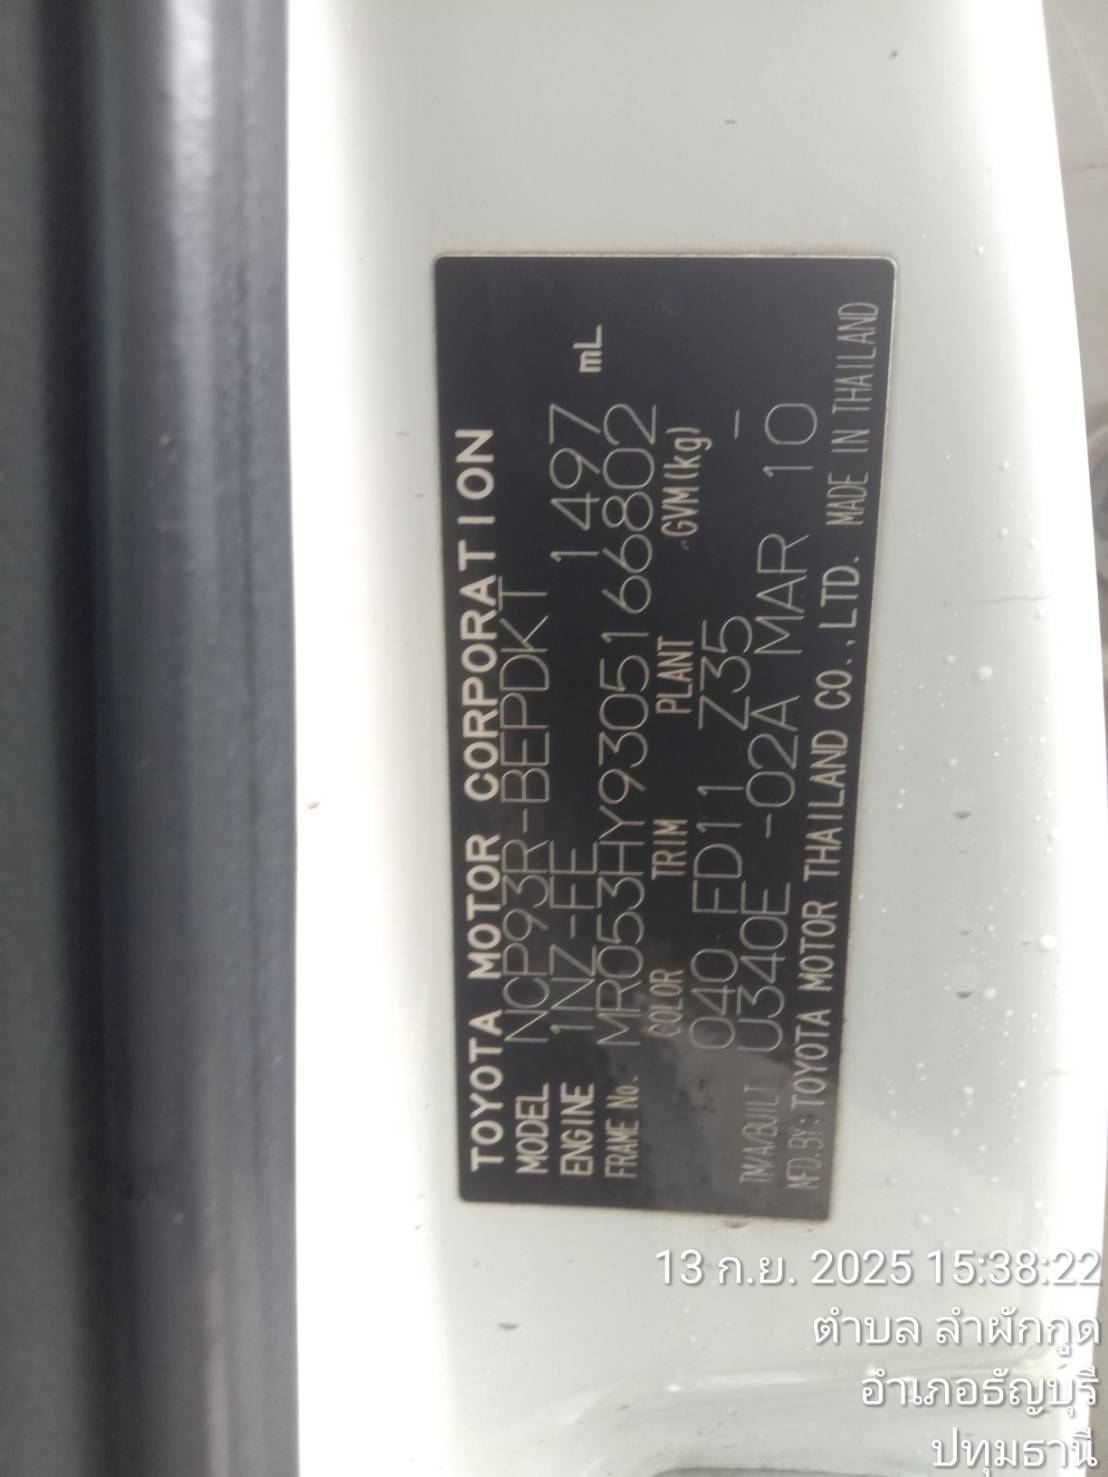 TOYOTA MOTOR CORPORATION
MODEL NCP93R-BEPDKT
ENGINE 1NZ-FE 1497 mL
FRAME No. MR053HY9305166802
COLOR TRIM PLANT GVM(kg)
040 FD11 Z35 -
TM/A/BUILT U340E -02A MAR 10
MFD.BY: TOYOTA MOTOR THAILAND CO.,LTD. MADE IN THAILAND
13 ก.ย. 2025 15:38:22
ตำบล ลำผักกูด
อำเภอธัญบุรี
ปทุมธานี